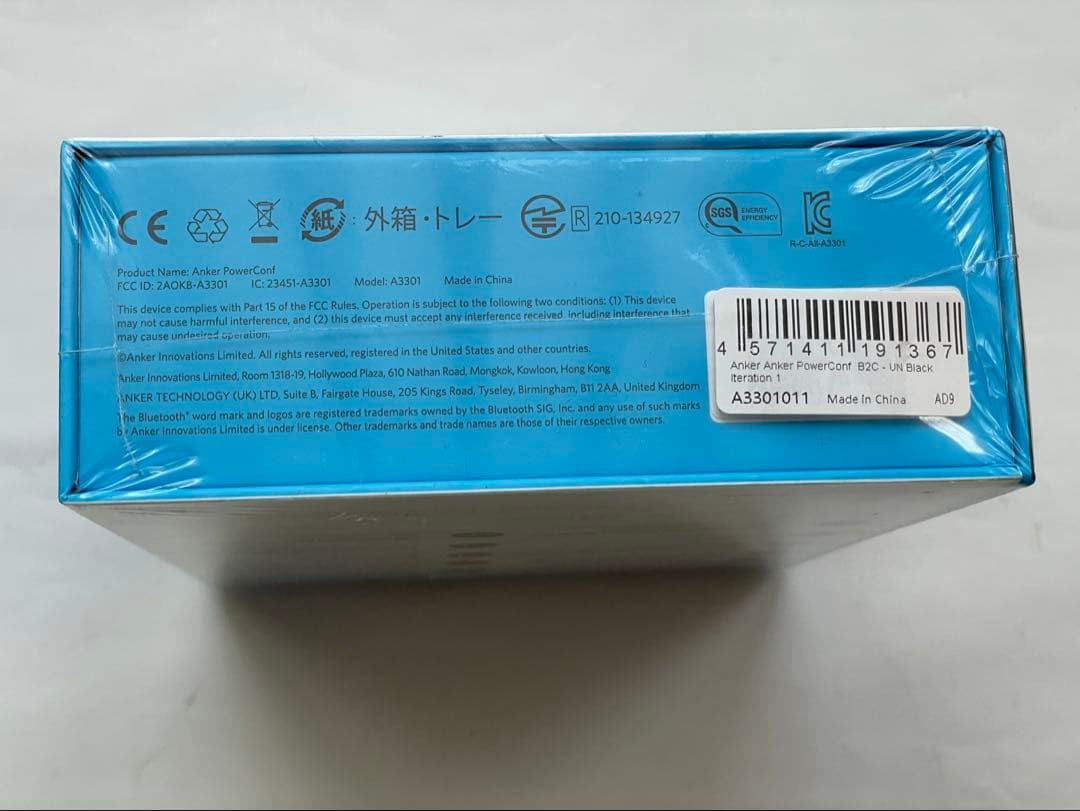 CE 紙 : 外箱・トレー R 210-134927 SGS ENERGY EFFICIENCY
R-C-AII-A3301
Product Name: Anker PowerConf
FCC ID: 2AOKB-A3301 IC: 23451-A3301 Model: A3301 Made in China
This device complies with Part 15 of the FCC Rules. Operation is subject to the following two conditions: (1) This device
may not cause harmful interference, and (2) this device must accept any interference received, including interference that
may cause undesired operation.
©Anker Innovations Limited. All rights reserved, registered in the United States and other countries.
Anker Innovations Limited, Room 1318-19, Hollywood Plaza, 610 Nathan Road, Mongkok, Kowloon, Hong Kong
ANKER TECHNOLOGY (UK) LTD, Suite B, Fairgate House, 205 Kings Road, Tyseley, Birmingham, B11 2AA, United Kingdom
The Bluetooth® word mark and logos are registered trademarks owned by the Bluetooth SIG, Inc. and any use of such marks
by Anker Innovations Limited is under license. Other trademarks and trade names are those of their respective owners.
4 571411 191367
Anker Anker PowerConf B2C - UN Black
Iteration 1
A3301011 Made in China AD9